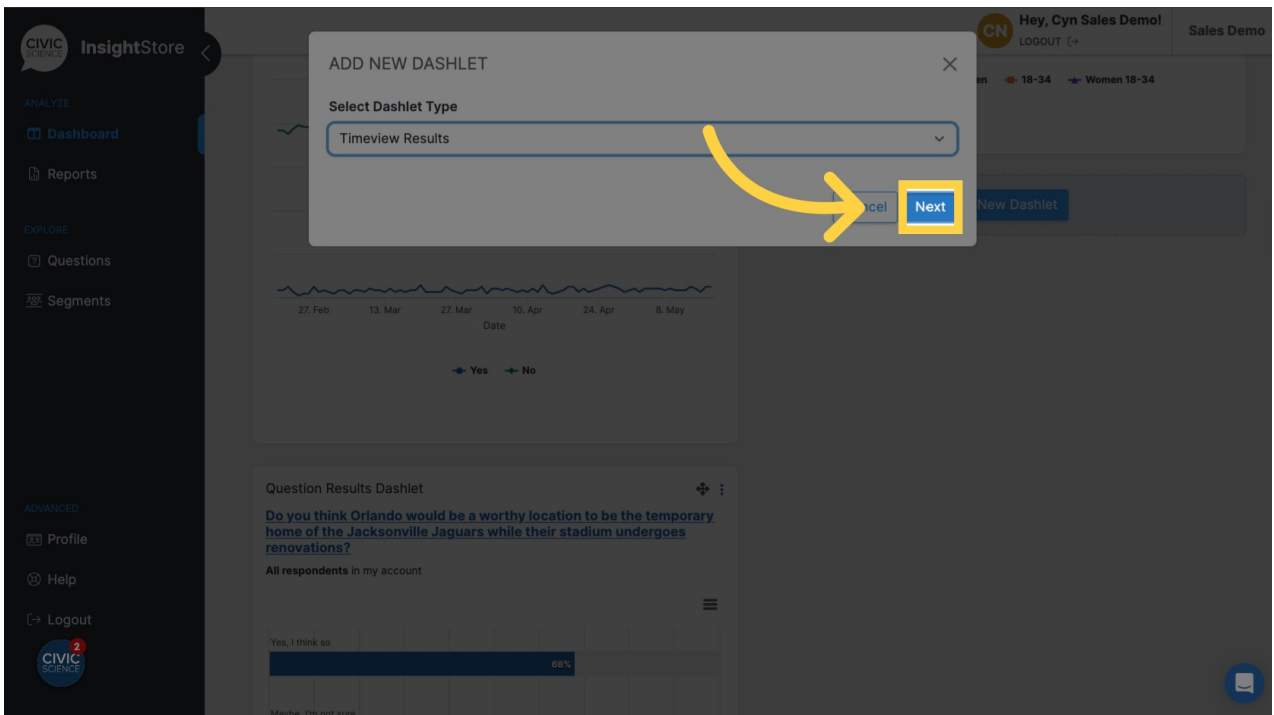 CIVIC
SCIENCE
InsightStore
ANALYZE
Dashboard
Reports
EXPLORE
Questions
Segments
ADVANCED
Profile
Help
Logout
2
CIVIC
SCIENCE
CN
Hey, Cyn Sales Demo!
LOGOUT
Sales Demo
ADD NEW DASHLET
Select Dashlet Type
Timeview Results
Next
18-34 Women 18-34
New Dashlet
27. Feb 13. Mar 27. Mar 10. Apr 24. Apr 8. May
Date
Yes No
Question Results Dashlet
Do you think Orlando would be a worthy location to be the temporary
home of the Jacksonville Jaguars while their stadium undergoes
renovations?
All respondents in my account
Yes, I think so
68%
Maybe, I'm not sure